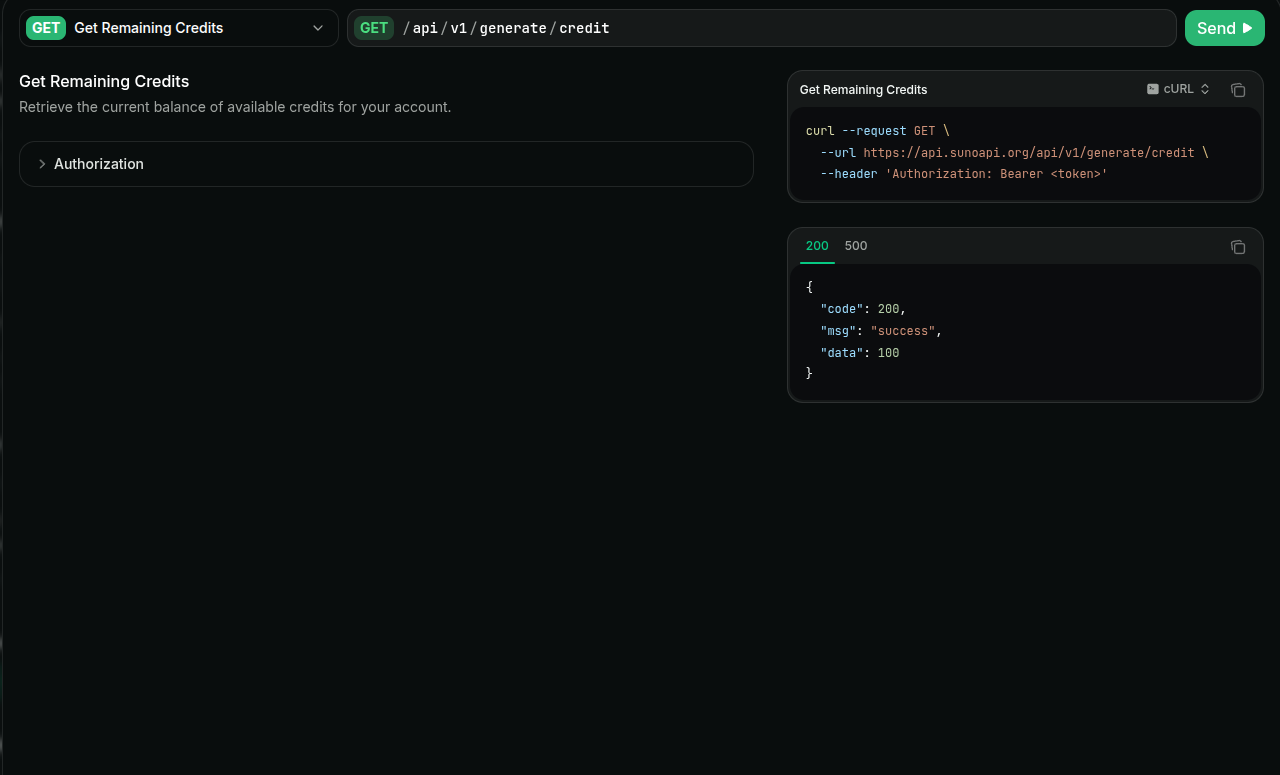 GET Get Remaining Credits
GET /api/v1/generate/credit
Send
Get Remaining Credits
Retrieve the current balance of available credits for your account.
Authorization
Get Remaining Credits
cURL
curl --request GET \
--url https://api.sunoapi.org/api/v1/generate/credit \
--header 'Authorization: Bearer <token>'
200 500
{
"code": 200,
"msg": "success",
"data": 100
}